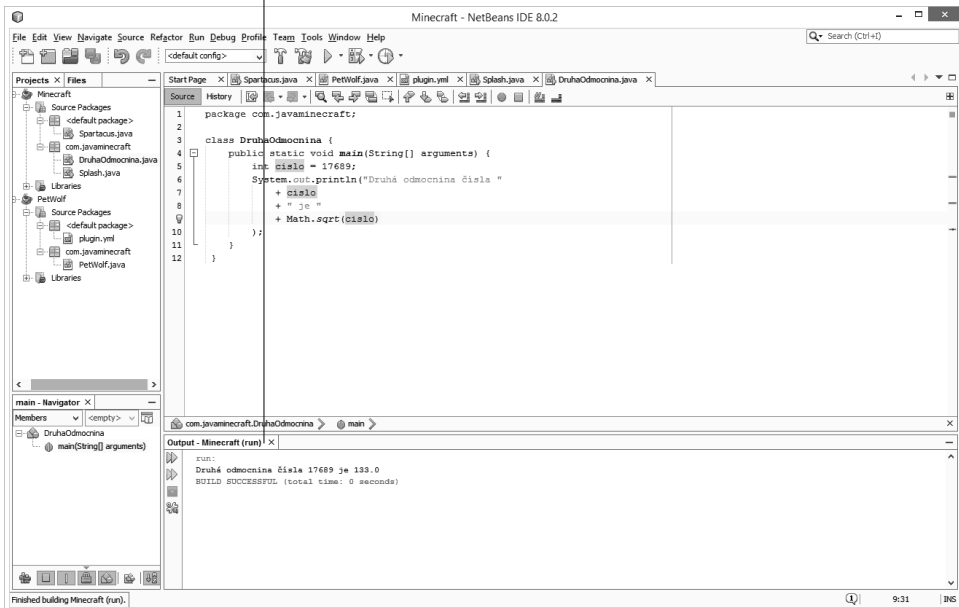 Minecraft - NetBeans IDE 8.0.2
File Edit View Navigate Source Refactor Run Debug Profile Team Tools Window Help
Search (Ctrl+I)
<default config>
Projects Files
Start Page Spartacus.java PetWolf.java plugin.yml Splash.java DruhaOdmocnina.java
Minecraft
Source Packages
<default package>
Spartacus.java
com.javaminecraft
DruhaOdmocnina.java
Splash.java
Libraries
PetWolf
Source Packages
<default package>
plugin.yml
com.javaminecraft
PetWolf.java
Libraries
Source History
1 package com.javaminecraft;
2
3 class DruhaOdmocnina {
4 public static void main(String[] arguments) {
5 int cislo = 17689;
6 System.out.println("Druhá odmocnina čísla "
7 + cislo
8 + " je "
+ Math.sqrt(cislo)
10 );
11 }
12 }
main - Navigator
Members <empty>
DruhaOdmocnina
main(String[] arguments)
com.javaminecraft.DruhaOdmocnina main
Output - Minecraft (run)
run:
Druhá odmocnina čísla 17689 je 133.0
BUILD SUCCESSFUL (total time: 0 seconds)
Finished building Minecraft (run).
9:31 INS